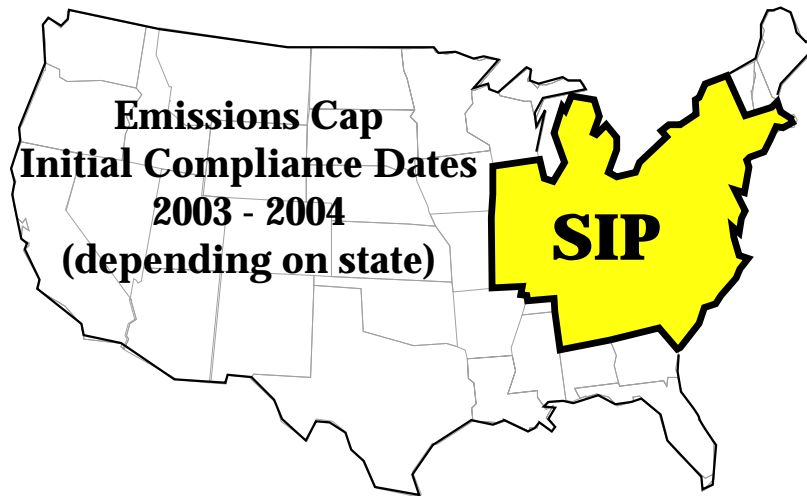 Emissions Cap
Initial Compliance Dates
2003 - 2004
(depending on state)
SIP